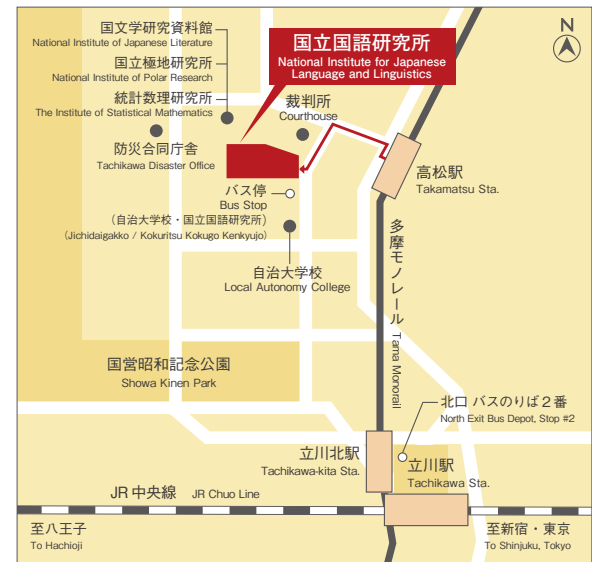 国文学研究資料館
National Institute of Japanese Literature
国立極地研究所
National Institute of Polar Research
統計数理研究所
The Institute of Statistical Mathematics
国立国語研究所
National Institute for Japanese
Language and Linguistics
N
裁判所
Courthouse
防災合同庁舎
Tachikawa Disaster Office
高松駅
Takamatsu Sta.
バス停
Bus Stop
（自治大学校・国立国語研究所）
(Jichidaigakko / Kokuritsu Kokugo Kenkyujo)
自治大学校
Local Autonomy College
多摩モノレール Tama Monorail
国営昭和記念公園
Showa Kinen Park
北口 バスのりば２番
North Exit Bus Depot, Stop #2
立川北駅
Tachikawa-kita Sta.
立川駅
Tachikawa Sta.
JR 中央線 JR Chuo Line
至八王子
To Hachioji
至新宿・東京
To Shinjuku, Tokyo